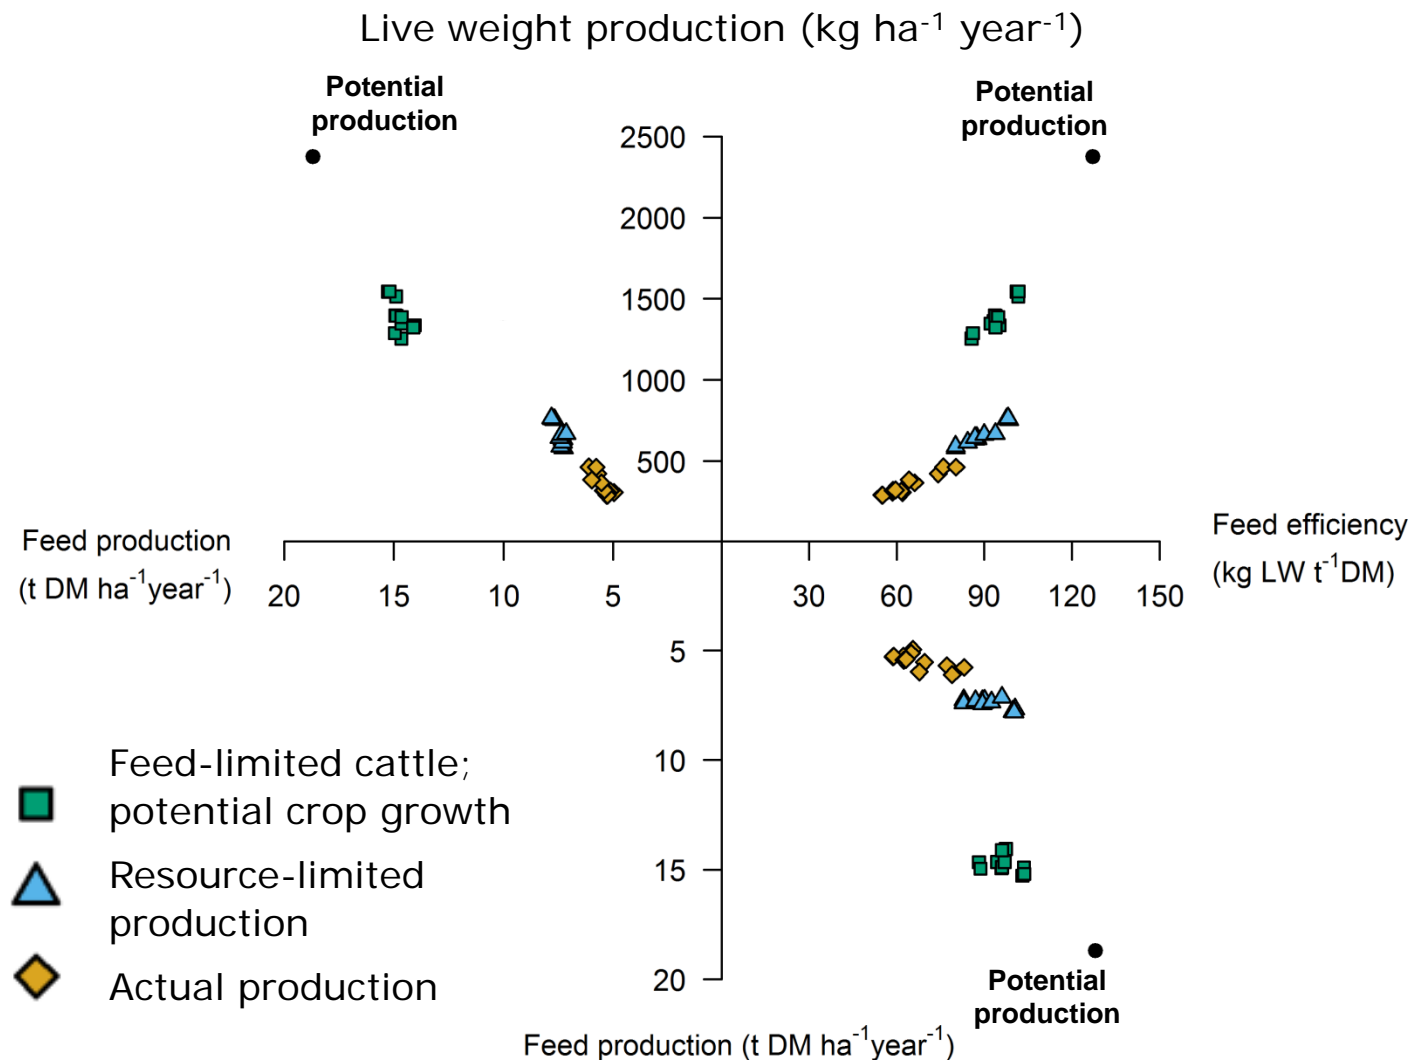 Live weight production (kg ha⁻¹ year⁻¹)
Potential
production
Potential
production
2500
2000
1500
1000
500
Feed production
(t DM ha⁻¹year⁻¹)
20 15 10 5
30 60 90 120 150
Feed efficiency
(kg LW t⁻¹DM)
5
10
15
20
Feed-limited cattle;
potential crop growth
Resource-limited
production
Actual production
Potential
production
Feed production (t DM ha⁻¹year⁻¹)